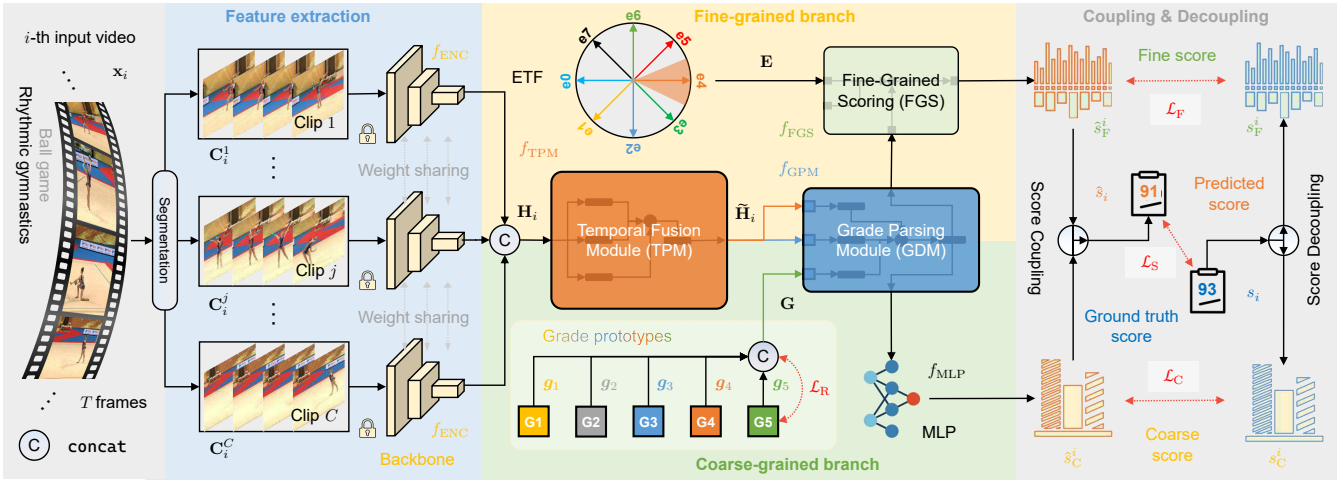 Feature extraction
Fine-grained branch
Coupling & Decoupling
i-th input video
x_i
Rhythmic gymnastics
Ball game
T frames
C concat
Segmentation
Clip 1
C_i^1
Clip j
C_i^j
Clip C
C_i^C
f_ENC
Weight sharing
Weight sharing
f_ENC
Backbone
C
H_i
ETF
e0
e1
e2
e3
e4
e5
e9
e7
E
Fine-Grained
Scoring (FGS)
f_FGS
f_TPM
f_GPM
Temporal Fusion
Module (TPM)
H̃_i
Grade Parsing
Module (GDM)
G
Grade prototypes
C
g_1
g_2
g_3
g_4
g_5
L_R
G1
G2
G3
G4
G5
f_MLP
MLP
Coarse-grained branch
Fine score
L_F
ŝ_F^i
s_F^i
Score Coupling
ŝ_i
91
Predicted
score
L_S
93
s_i
Ground truth
score
Score Decoupling
L_C
Coarse
score
ŝ_C^i
s_C^i